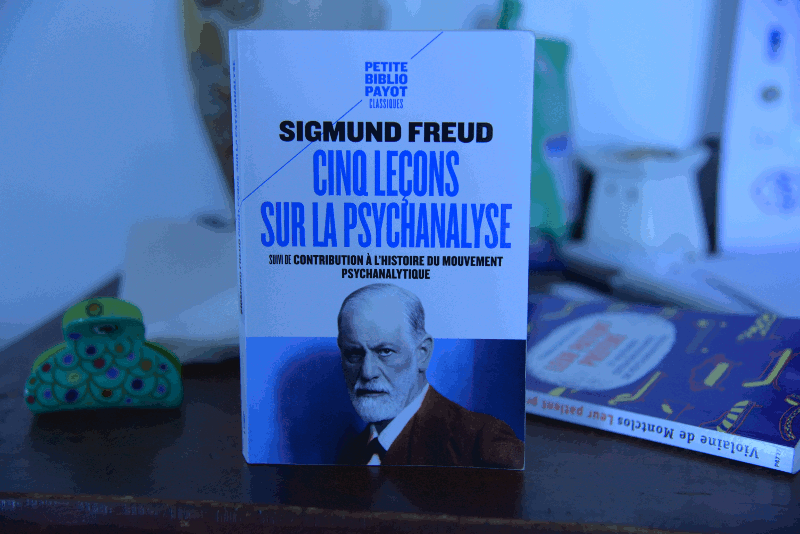 PETITE
BIBLIO
PAYOT
CLASSIQUES
SIGMUND FREUD
CINQ LEÇONS
SUR LA PSYCHANALYSE
SUIVI DE CONTRIBUTION À L'HISTOIRE DU MOUVEMENT
PSYCHANALYTIQUE
Violaine de Montclos Leur patient